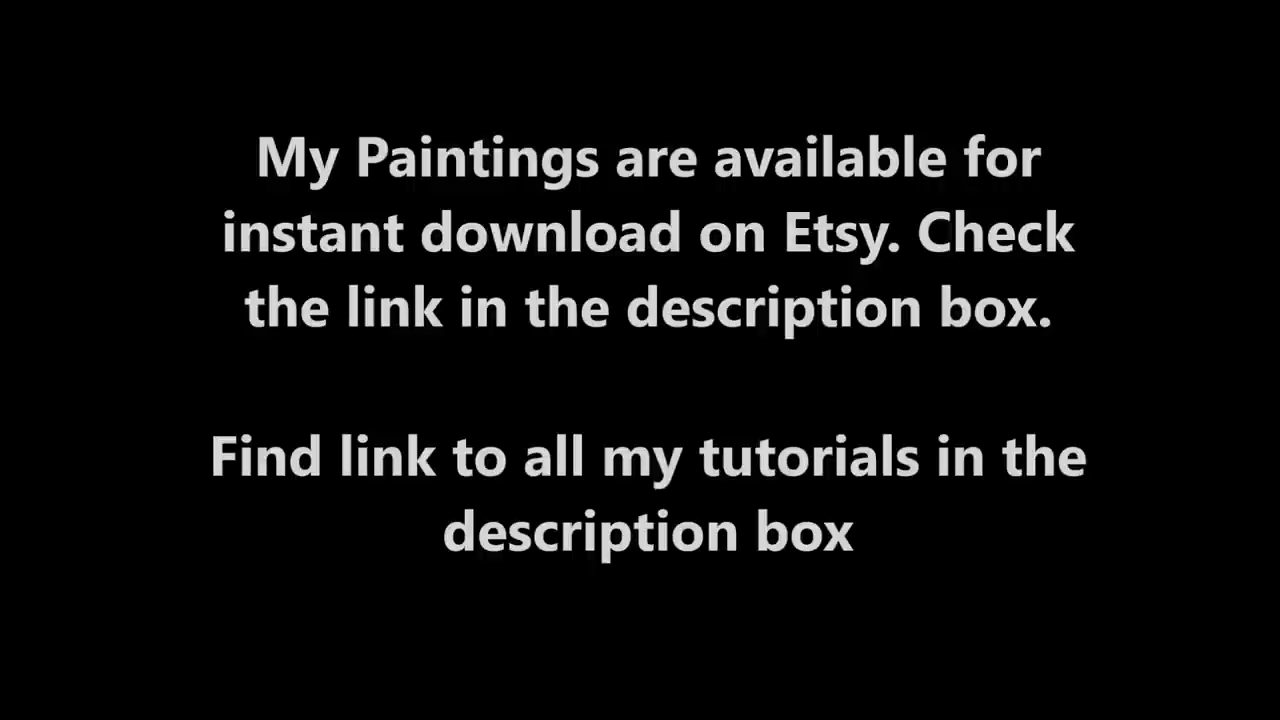 My Paintings are available for
instant download on Etsy. Check
the link in the description box.
Find link to all my tutorials in the
description box